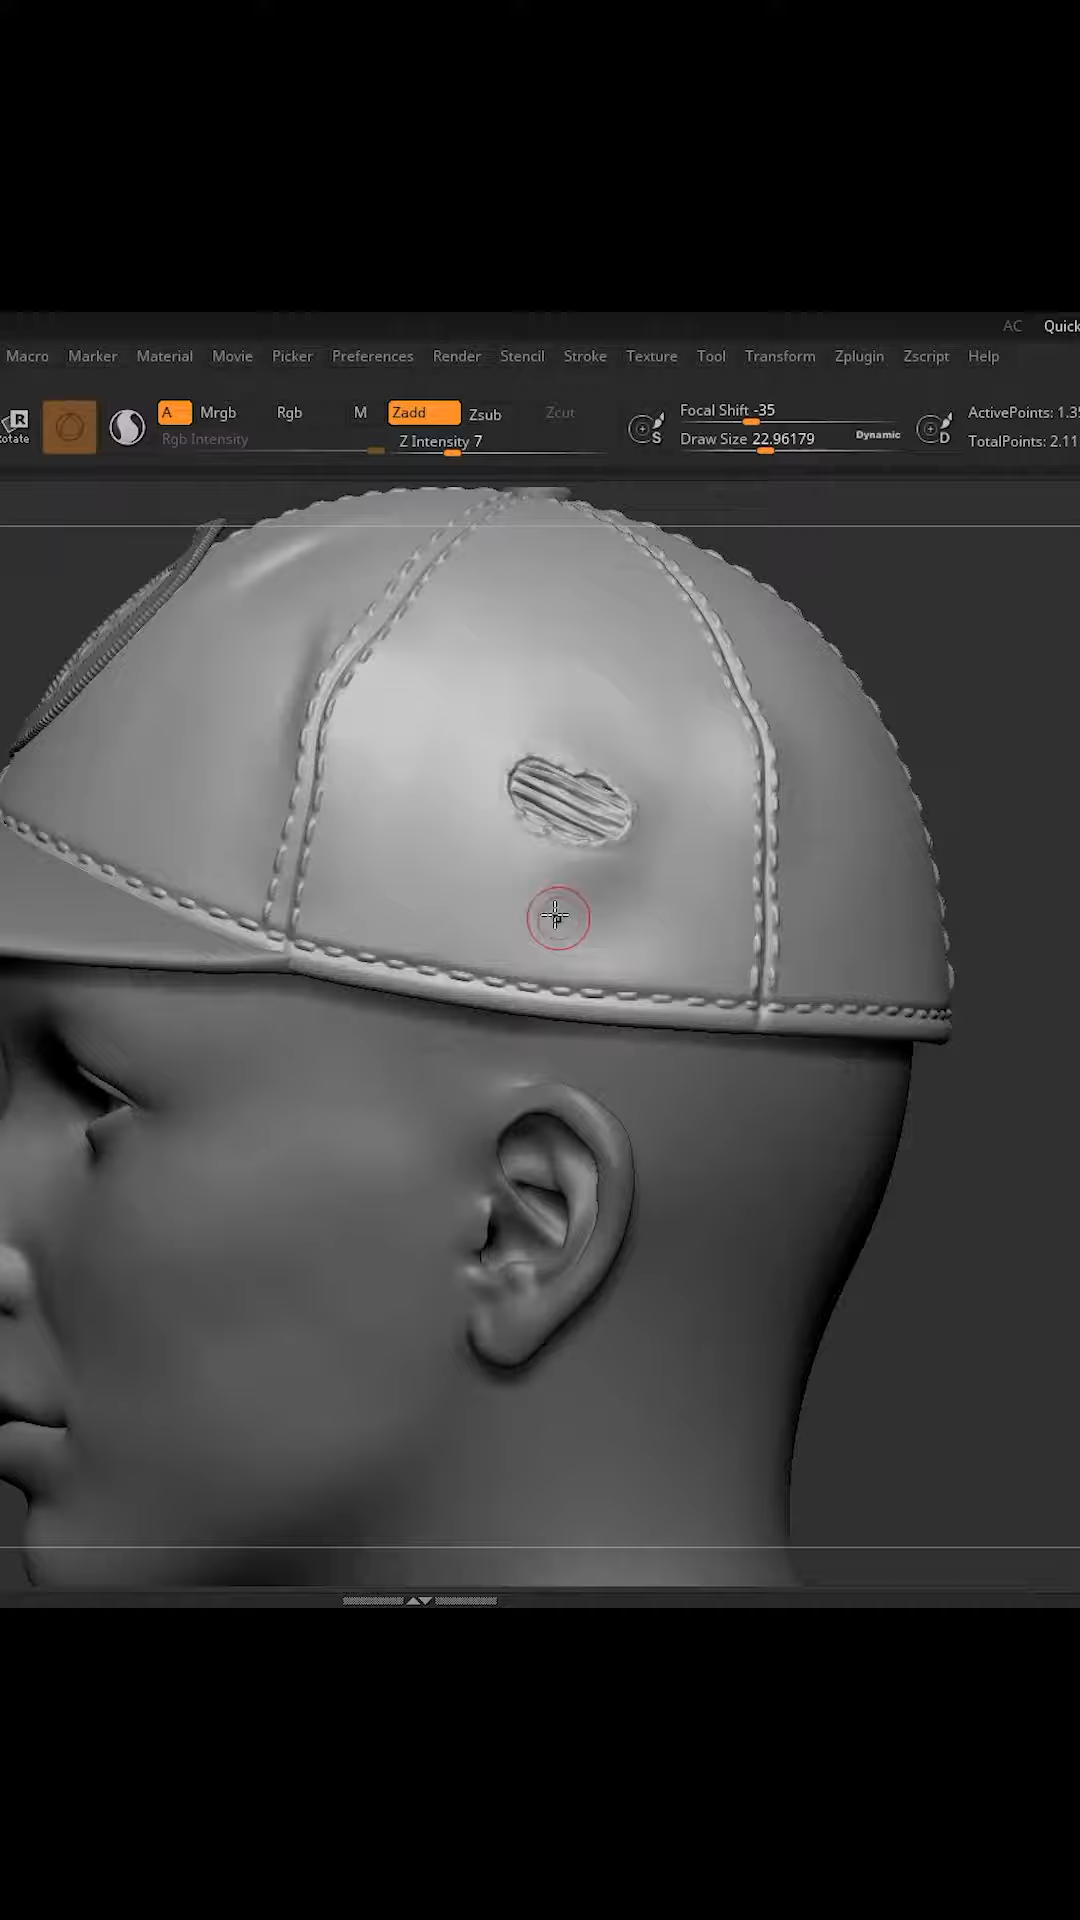 AC Quick
Macro Marker Material Movie Picker Preferences Render Stencil Stroke Texture Tool Transform Zplugin Zscript Help
R
otate
A Mrgb Rgb M Zadd Zsub Zcut
Rgb Intensity
Z Intensity 7
S
Focal Shift -35
Draw Size 22.96179 Dynamic
D
ActivePoints: 1.35
TotalPoints: 2.11